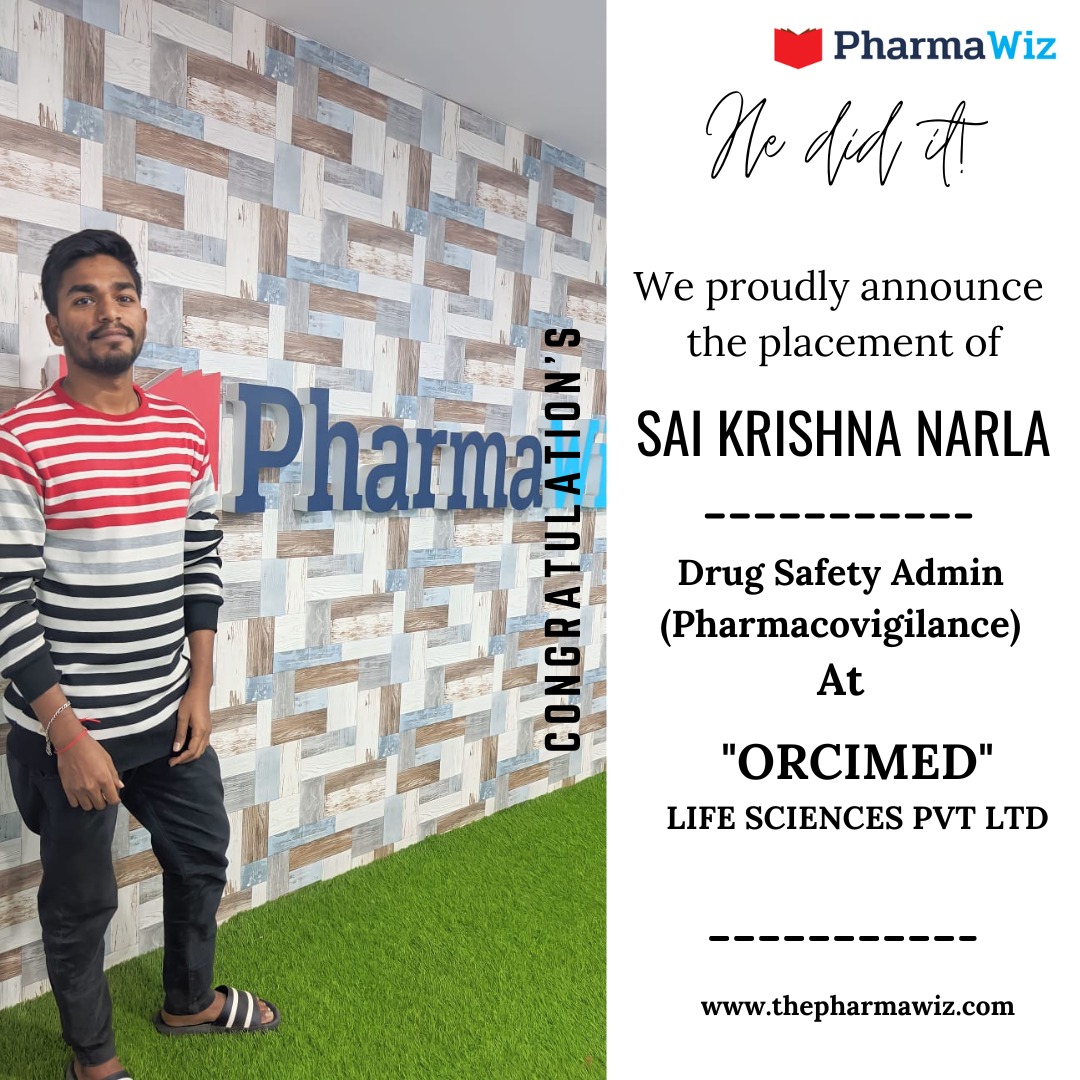 PharmaWiz
He did it!
We proudly announce
the placement of
SAI KRISHNA NARLA
Drug Safety Admin
(Pharmacovigilance)
At
"ORCIMED"
LIFE SCIENCES PVT LTD
www.thepharmawiz.com
CONGRATULATION'S
PharmaWi